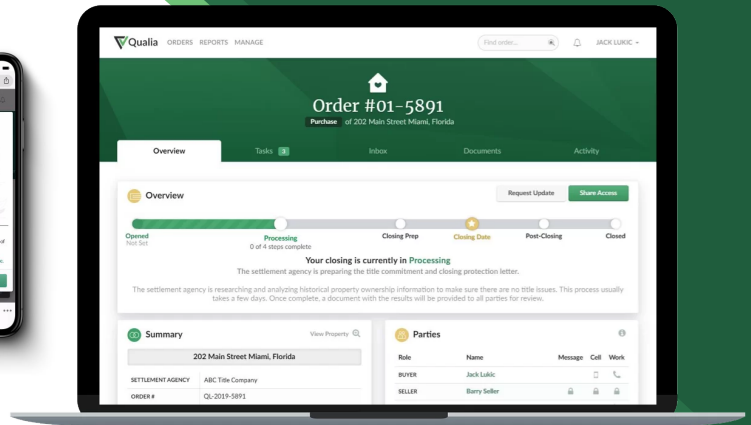 Qualia ORDERS REPORTS MANAGE Find order... JACK LUKIC
Order #01-5891
Purchase of 202 Main Street Miami, Florida
Overview Tasks 3 Inbox Documents Activity
Overview Request Update Share Access
Opened Processing Closing Prep Closing Date Post-Closing Closed
Not Set 0 of 4 steps complete
Your closing is currently in Processing
The settlement agency is preparing the title commitment and closing protection letter.
The settlement agency is researching and analyzing historical property ownership information to make sure there are no title issues. This process usually
takes a few days. Once complete, a document with the results will be provided to all parties for review.
Summary View Property
202 Main Street Miami, Florida
SETTLEMENT AGENCY ABC Title Company
ORDER # QL-2019-5891
Parties
Role Name Message Cell Work
BUYER Jack Lukic
SELLER Barry Seller